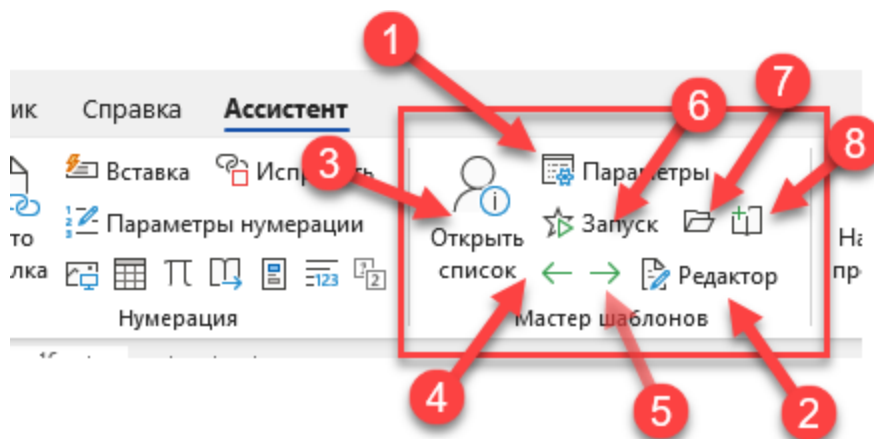 1
7
6
ик Справка Ассистент
8
3
Вставка Исправить Параметры
Параметры нумерации Открыть список Запуск
то
лка
На
пр
Редактор
Нумерация Мастер шаблонов
4
5
2